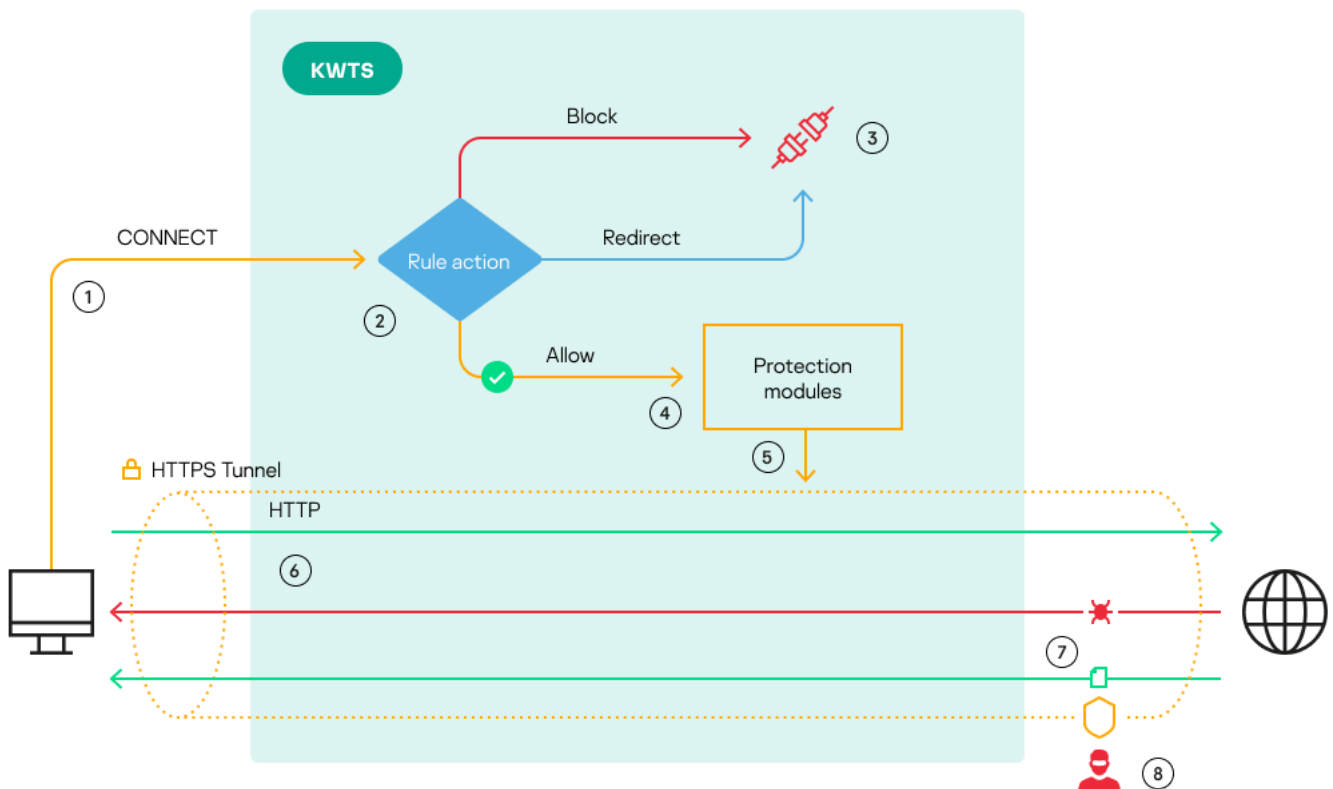 KWTS
Block
3
CONNECT
Redirect
Rule action
1
2
Allow
Protection
modules
4
5
HTTPS Tunnel
HTTP
6
7
8